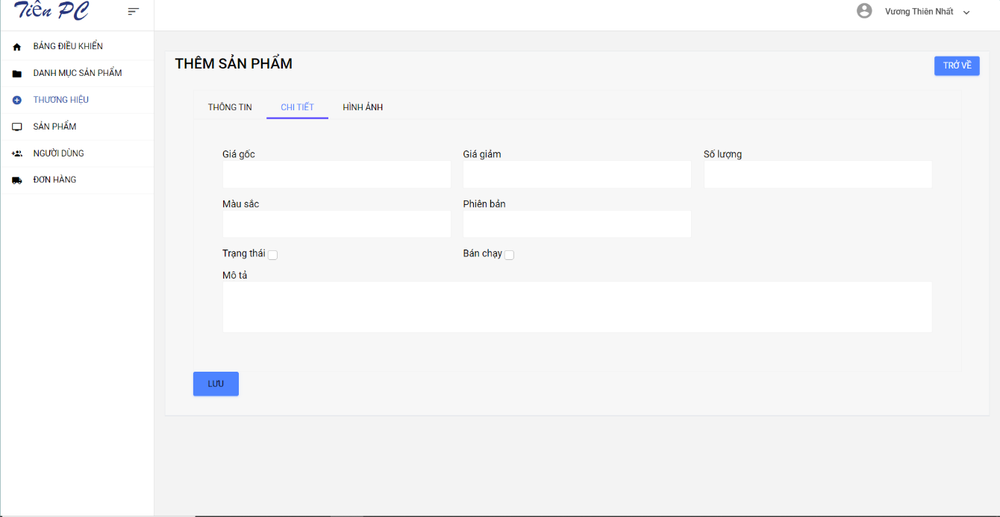 Tiên PC
Vương Thiên Nhất
BẢNG ĐIỀU KHIỂN
DANH MỤC SẢN PHẨM
THƯƠNG HIỆU
SẢN PHẨM
NGƯỜI DÙNG
ĐƠN HÀNG
THÊM SẢN PHẨM
TRỞ VỀ
THÔNG TIN CHI TIẾT HÌNH ẢNH
Giá gốc Giá giảm Số lượng
Màu sắc Phiên bản
Trạng thái Bán chạy
Mô tả
LƯU